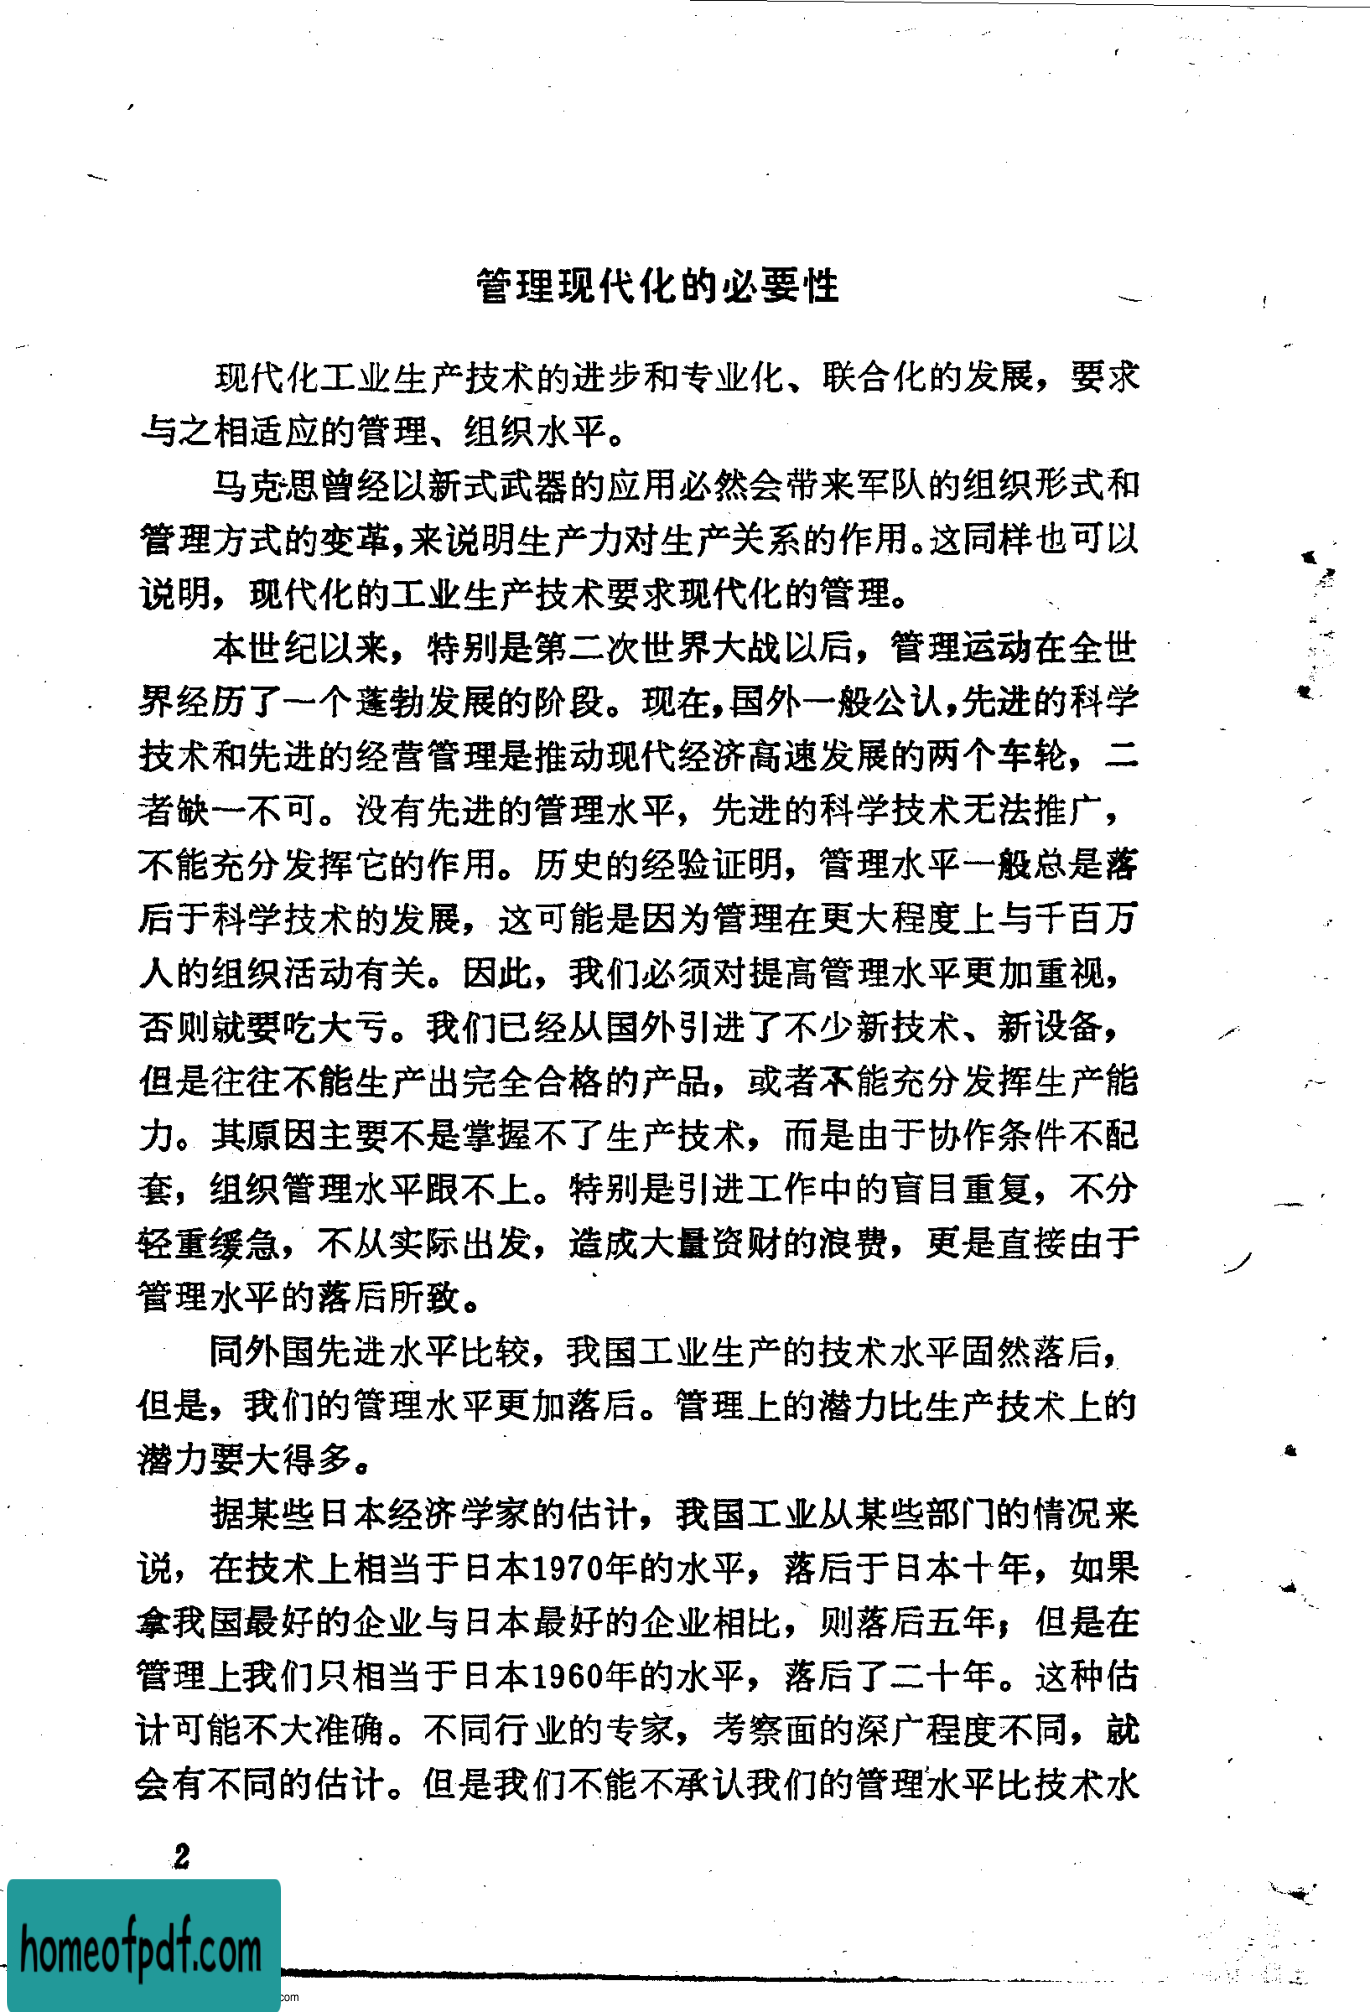 管理现代化的必要性
现代化工业生产技术的进步和专业化、联合化的发展，要求
与之相适应的管理、组织水平。
马克思曾经以新式武器的应用必然会带来军队的组织形式和
管理方式的变革，来说明生产力对生产关系的作用。这同样也可以
说明，现代化的工业生产技术要求现代化的管理。
本世纪以来，特别是第二次世界大战以后，管理运动在全世
界经历了一个蓬勃发展的阶段。现在，国外一般公认，先进的科学
技术和先进的经营管理是推动现代经济高速发展的两个车轮，二
者缺一不可。没有先进的管理水平，先进的科学技术无法推广，
不能充分发挥它的作用。历史的经验证明，管理水平一般总是落
后于科学技术的发展，这可能是因为管理在更大程度上与千百万
人的组织活动有关。因此，我们必须对提高管理水平更加重视，
否则就要吃大亏。我们已经从国外引进了不少新技术、新设备，
但是往往不能生产出完全合格的产品，或者不能充分发挥生产能
力。其原因主要不是掌握不了生产技术，而是由于协作条件不配
套，组织管理水平跟不上。特别是引进工作中的盲目重复，不分
轻重缓急，不从实际出发，造成大量资财的浪费，更是直接由于
管理水平的落后所致。
同外国先进水平比较，我国工业生产的技术水平固然落后，
但是，我们的管理水平更加落后。管理上的潜力比生产技术上的
潜力要大得多。
据某些日本经济学家的估计，我国工业从某些部门的情况来
说，在技术上相当于日本1970年的水平，落后于日本十年，如果
拿我国最好的企业与日本最好的企业相比，则落后五年；但是在
管理上我们只相当于日本1960年的水平，落后了二十年。这种估
计可能不大准确。不同行业的专家，考察面的深广程度不同，就
会有不同的估计。但是我们不能不承认我们的管理水平比技术水
2
homeofpdf.com
com